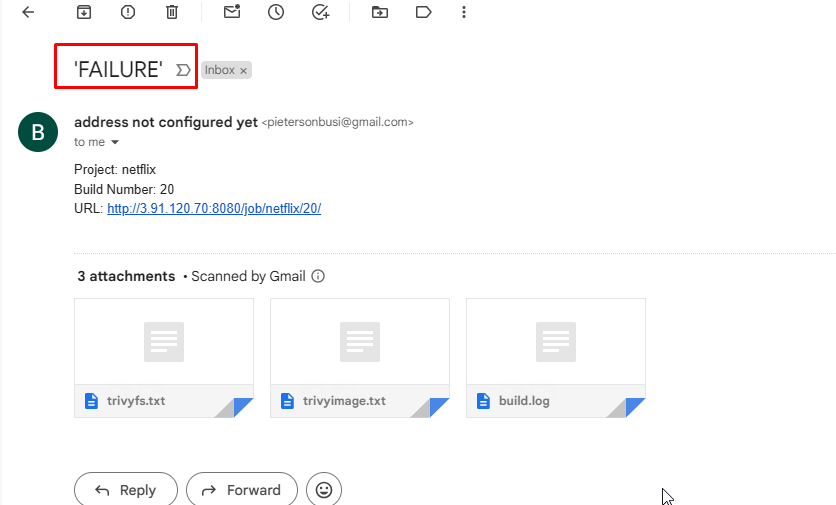 'FAILURE'
Inbox ×
B
address not configured yet <pietersonbusi@gmail.com>
to me
Project: netflix
Build Number: 20
URL: http://3.91.120.70:8080/job/netflix/20/
3 attachments • Scanned by Gmail
trivyfs.txt
trivyimage.txt
build.log
Reply
Forward